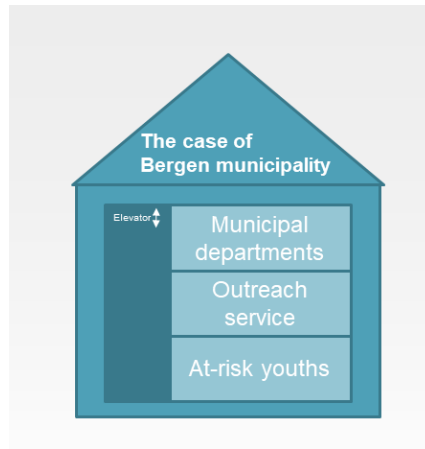 The case of
Bergen municipality
Elevator
Municipal
departments
Outreach
service
At-risk youths